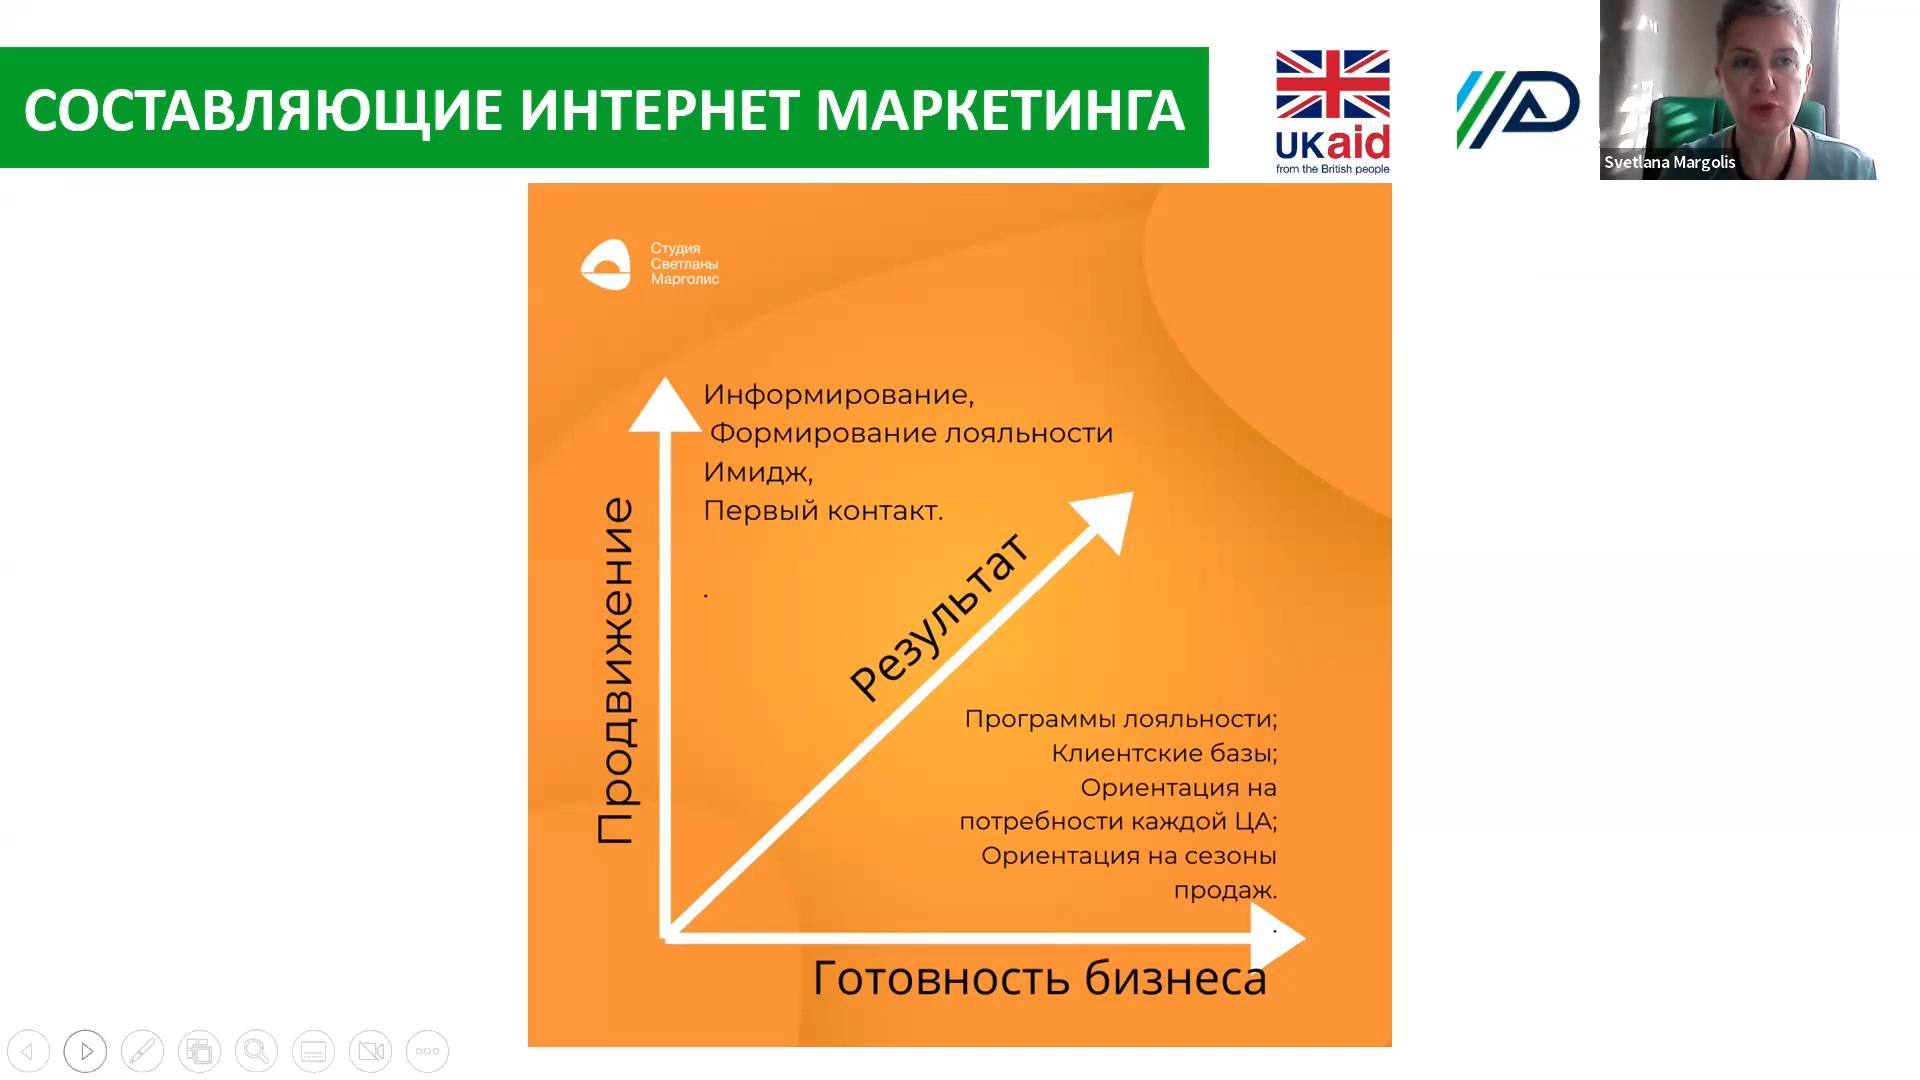 СОСТАВЛЯЮЩИЕ ИНТЕРНЕТ МАРКЕТИНГА
UKaid
from the British people
Svetlana Margolis
Студия
Светланы
Марголис
Информирование,
Формирование лояльности
Имидж,
Первый контакт.
.
Продвижение
Результат
Программы лояльности;
Клиентские базы;
Ориентация на
потребности каждой ЦА;
Ориентация на сезоны
продаж.
.
Готовность бизнеса